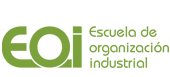 EOi Escuela de
organización
industrial